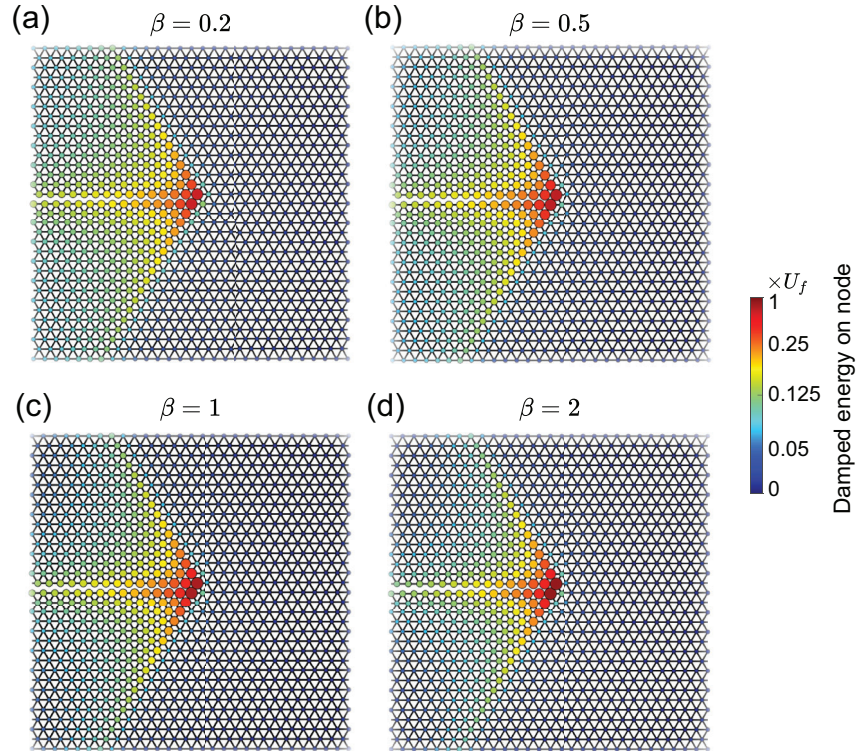 (a)
β = 0.2
(b)
β = 0.5
(c)
β = 1
(d)
β = 2
×U_f
1
0.25
0.125
0.05
0
Damped energy on node